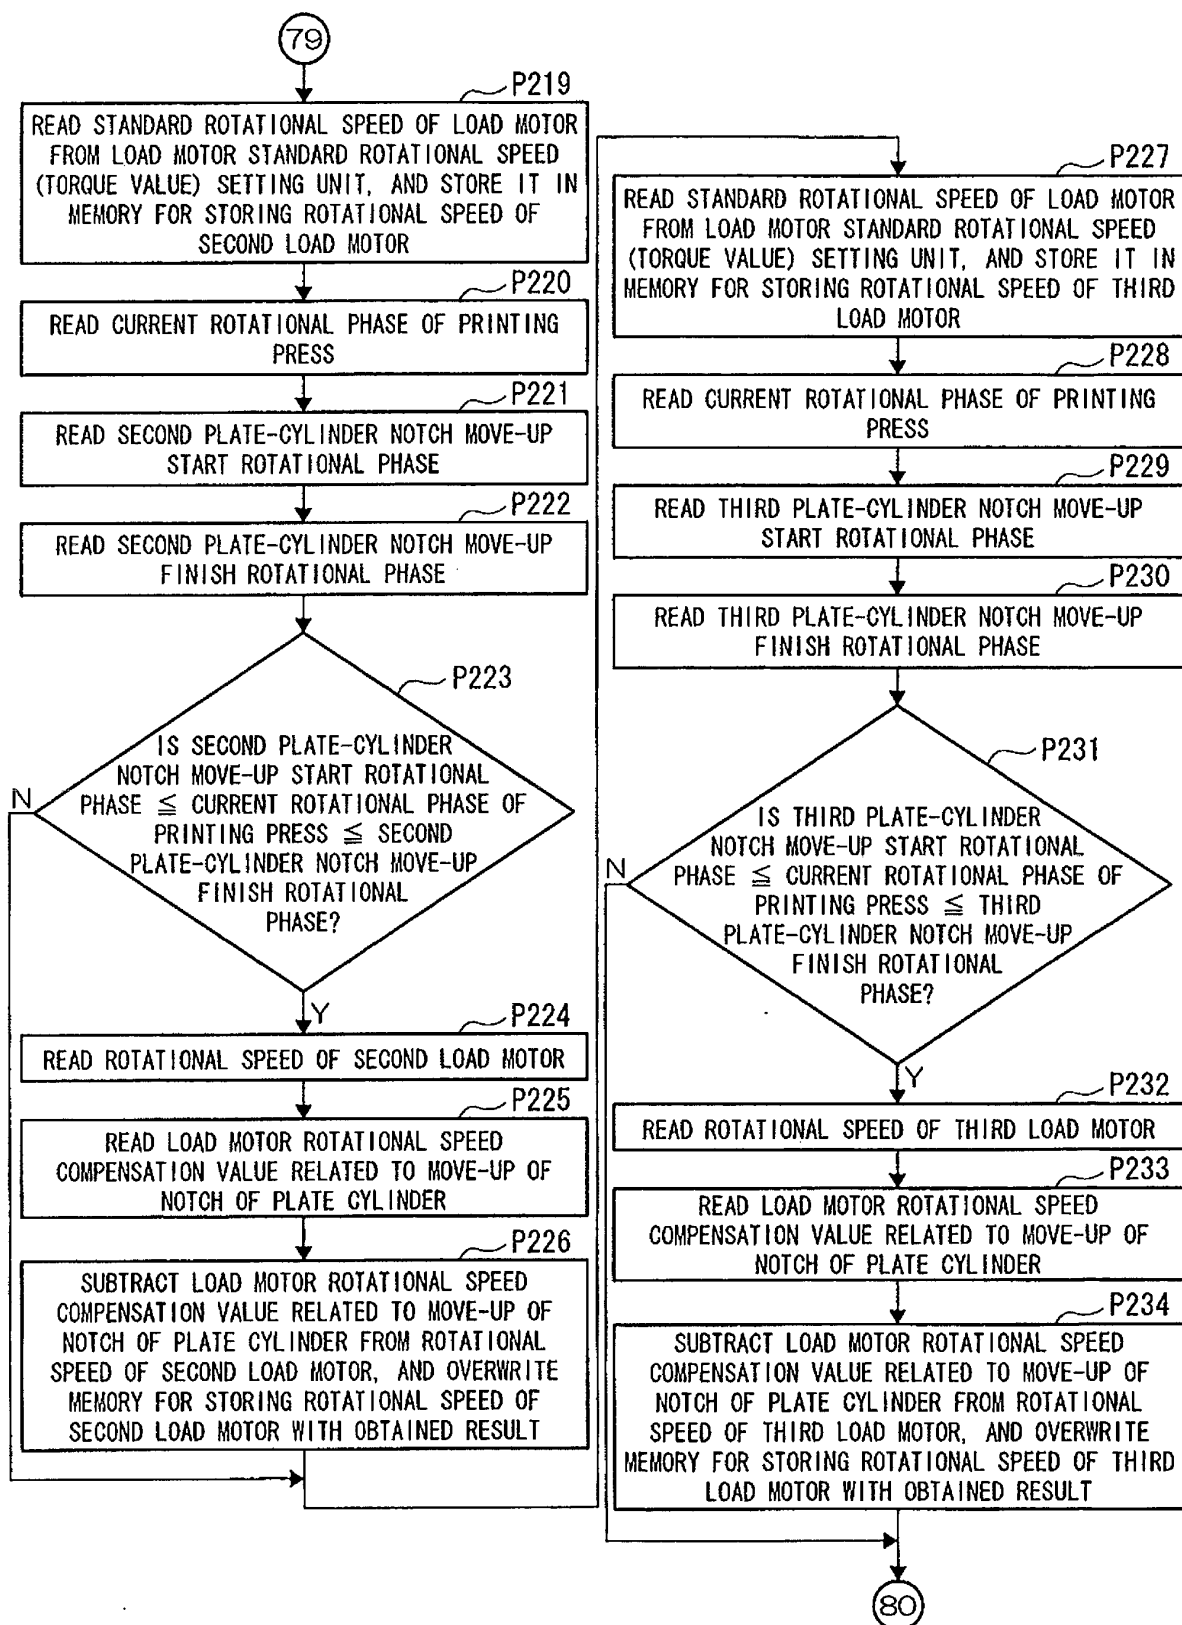 79
P219
READ STANDARD ROTATIONAL SPEED OF LOAD MOTOR
FROM LOAD MOTOR STANDARD ROTATIONAL SPEED
(TORQUE VALUE) SETTING UNIT, AND STORE IT IN
MEMORY FOR STORING ROTATIONAL SPEED OF
SECOND LOAD MOTOR
P220
READ CURRENT ROTATIONAL PHASE OF PRINTING
PRESS
P221
READ SECOND PLATE-CYLINDER NOTCH MOVE-UP
START ROTATIONAL PHASE
P222
READ SECOND PLATE-CYLINDER NOTCH MOVE-UP
FINISH ROTATIONAL PHASE
P223
IS SECOND PLATE-CYLINDER
NOTCH MOVE-UP START ROTATIONAL
PHASE ≦ CURRENT ROTATIONAL PHASE OF
PRINTING PRESS ≦ SECOND
PLATE-CYLINDER NOTCH MOVE-UP
FINISH ROTATIONAL
PHASE?
N
Y
P224
READ ROTATIONAL SPEED OF SECOND LOAD MOTOR
P225
READ LOAD MOTOR ROTATIONAL SPEED
COMPENSATION VALUE RELATED TO MOVE-UP OF
NOTCH OF PLATE CYLINDER
P226
SUBTRACT LOAD MOTOR ROTATIONAL SPEED
COMPENSATION VALUE RELATED TO MOVE-UP OF
NOTCH OF PLATE CYLINDER FROM ROTATIONAL
SPEED OF SECOND LOAD MOTOR, AND OVERWRITE
MEMORY FOR STORING ROTATIONAL SPEED OF
SECOND LOAD MOTOR WITH OBTAINED RESULT
P227
READ STANDARD ROTATIONAL SPEED OF LOAD MOTOR
FROM LOAD MOTOR STANDARD ROTATIONAL SPEED
(TORQUE VALUE) SETTING UNIT, AND STORE IT IN
MEMORY FOR STORING ROTATIONAL SPEED OF THIRD
LOAD MOTOR
P228
READ CURRENT ROTATIONAL PHASE OF PRINTING
PRESS
P229
READ THIRD PLATE-CYLINDER NOTCH MOVE-UP
START ROTATIONAL PHASE
P230
READ THIRD PLATE-CYLINDER NOTCH MOVE-UP
FINISH ROTATIONAL PHASE
P231
IS THIRD PLATE-CYLINDER
NOTCH MOVE-UP START ROTATIONAL
PHASE ≦ CURRENT ROTATIONAL PHASE OF
PRINTING PRESS ≦ THIRD
PLATE-CYLINDER NOTCH MOVE-UP
FINISH ROTATIONAL
PHASE?
N
Y
P232
READ ROTATIONAL SPEED OF THIRD LOAD MOTOR
P233
READ LOAD MOTOR ROTATIONAL SPEED
COMPENSATION VALUE RELATED TO MOVE-UP OF
NOTCH OF PLATE CYLINDER
P234
SUBTRACT LOAD MOTOR ROTATIONAL SPEED
COMPENSATION VALUE RELATED TO MOVE-UP OF
NOTCH OF PLATE CYLINDER FROM ROTATIONAL
SPEED OF THIRD LOAD MOTOR, AND OVERWRITE
MEMORY FOR STORING ROTATIONAL SPEED OF THIRD
LOAD MOTOR WITH OBTAINED RESULT
80